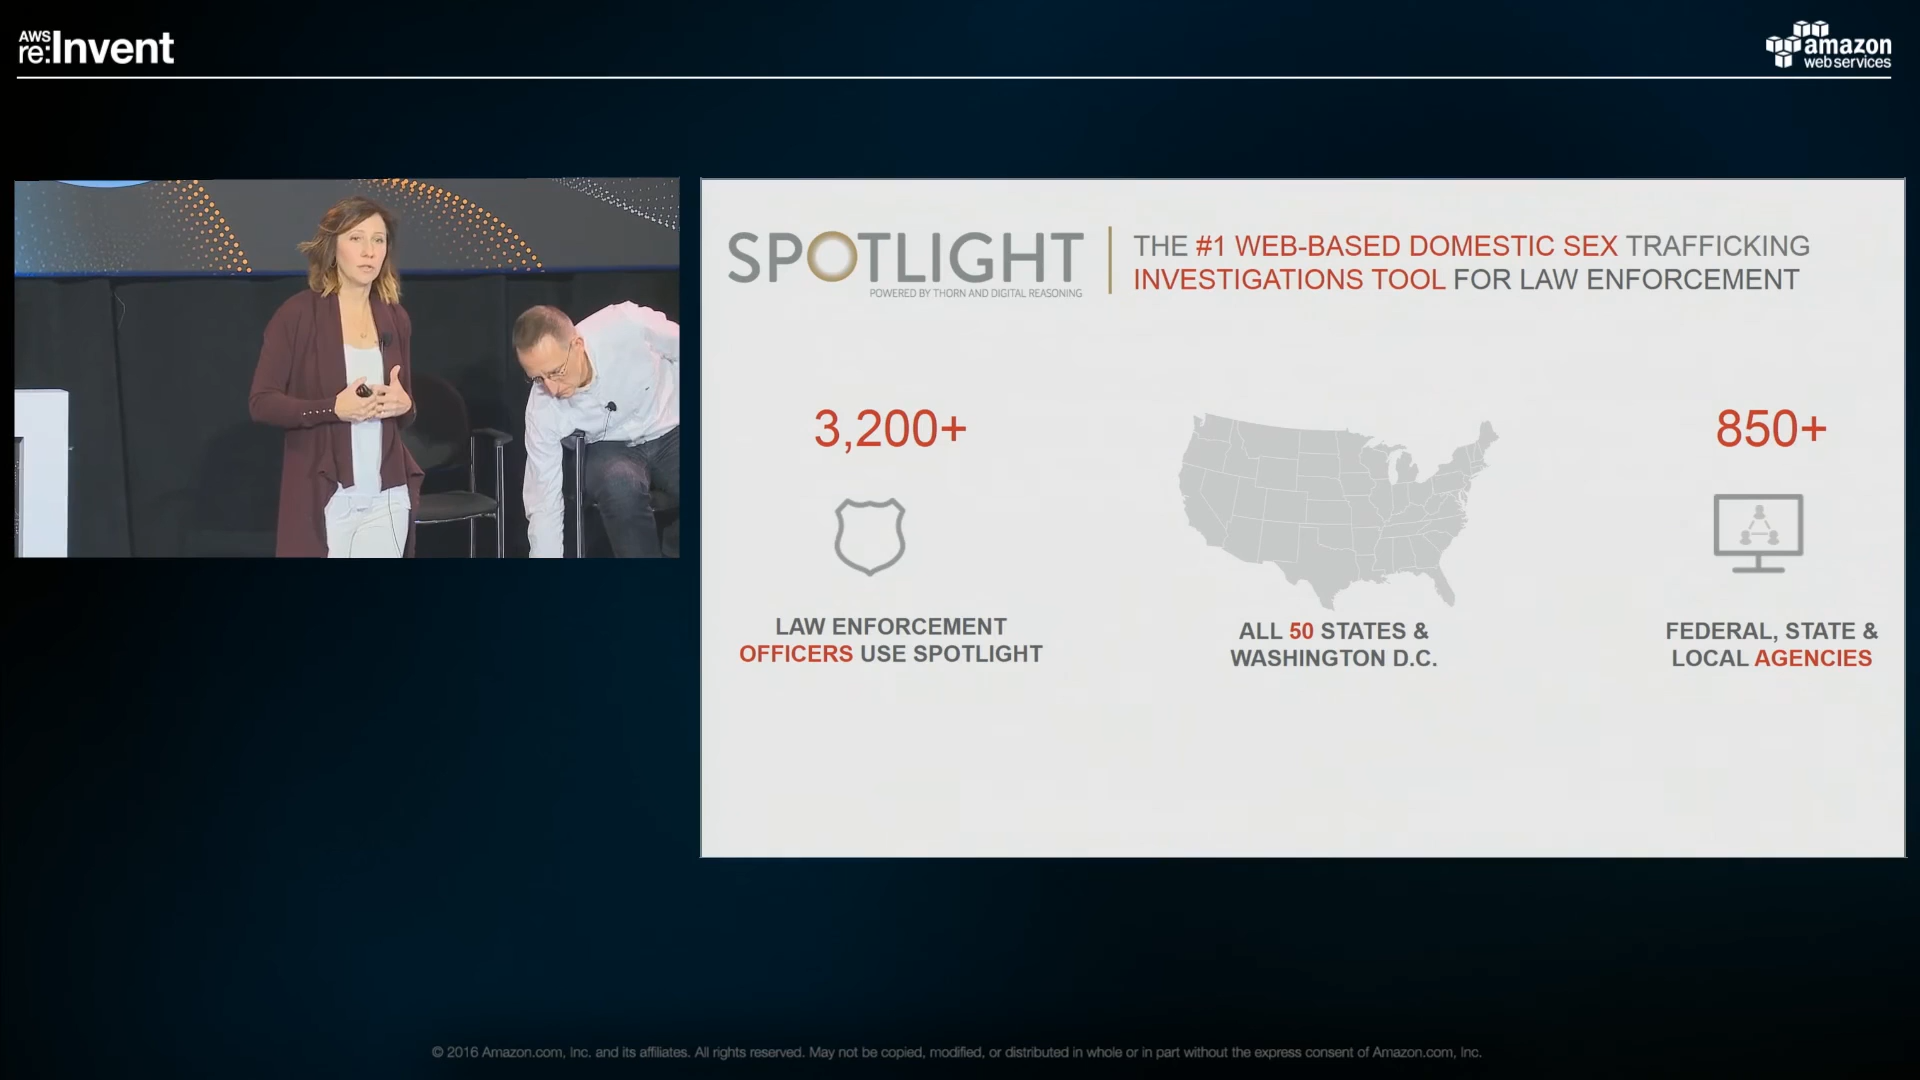 AWS
re:Invent
amazon
web services
SPOTLIGHT
POWERED BY THORN AND DIGITAL REASONING
THE #1 WEB-BASED DOMESTIC SEX TRAFFICKING
INVESTIGATIONS TOOL FOR LAW ENFORCEMENT
3,200+
LAW ENFORCEMENT
OFFICERS USE SPOTLIGHT
ALL 50 STATES &
WASHINGTON D.C.
850+
FEDERAL, STATE &
LOCAL AGENCIES
© 2016 Amazon.com, Inc. and its affiliates. All rights reserved. May not be copied, modified, or distributed in whole or in part without the express consent of Amazon.com, Inc.